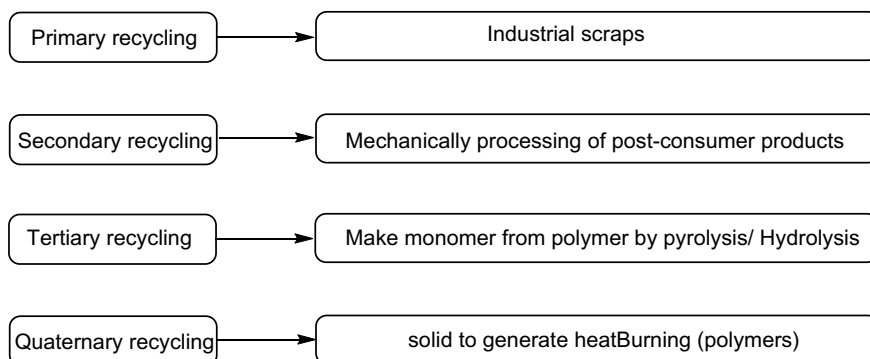 Primary recycling
Industrial scraps
Secondary recycling
Mechanically processing of post-consumer products
Tertiary recycling
Make monomer from polymer by pyrolysis/ Hydrolysis
Quaternary recycling
solid to generate heatBurning (polymers)